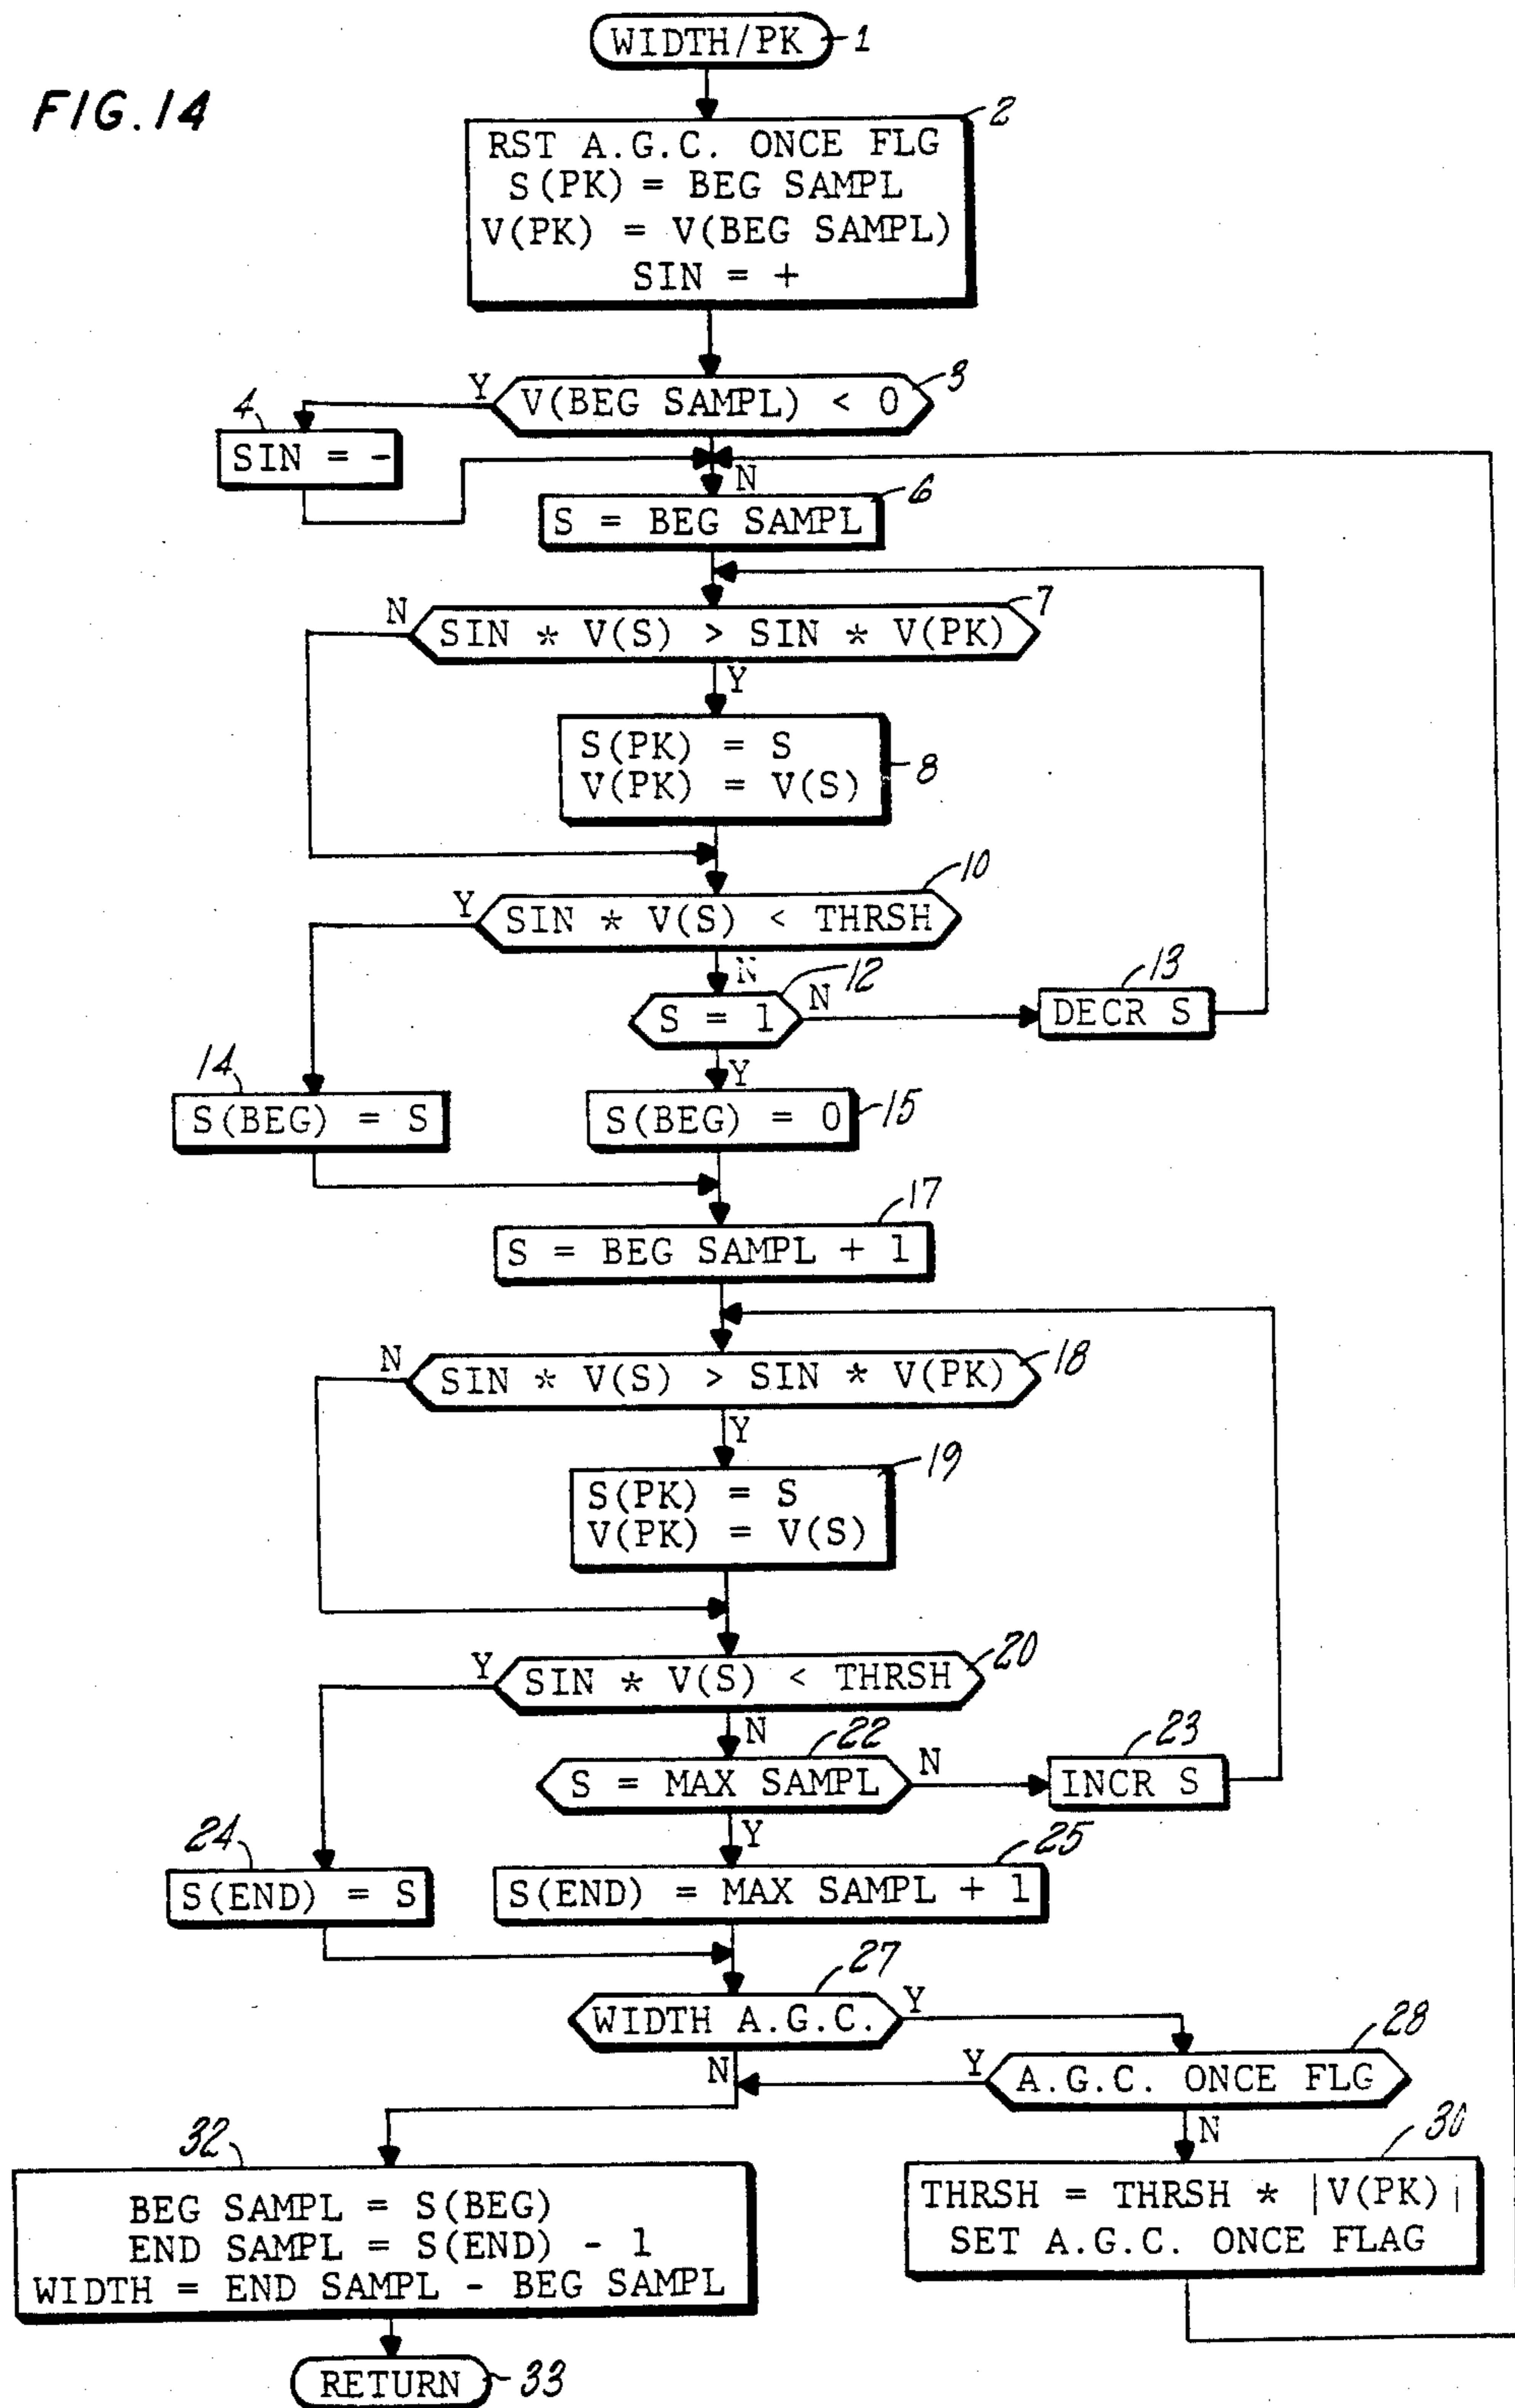 FIG.14
WIDTH/PK
1
2
RST A.G.C. ONCE FLG
S(PK) = BEG SAMPL
V(PK) = V(BEG SAMPL)
SIN = +
3
Y
V(BEG SAMPL) < 0
4
SIN = -
N
6
S = BEG SAMPL
7
N
SIN * V(S) > SIN * V(PK)
Y
S(PK) = S
V(PK) = V(S)
8
10
Y
SIN * V(S) < THRSH
N
12
S = 1
N
13
DECR S
Y
14
S(BEG) = S
S(BEG) = 0
15
17
S = BEG SAMPL + 1
18
N
SIN * V(S) > SIN * V(PK)
Y
19
S(PK) = S
V(PK) = V(S)
20
Y
SIN * V(S) < THRSH
N
22
S = MAX SAMPL
N
23
INCR S
Y
24
S(END) = S
25
S(END) = MAX SAMPL + 1
27
WIDTH A.G.C.
Y
N
28
Y
A.G.C. ONCE FLG
N
30
THRSH = THRSH * |V(PK)|
SET A.G.C. ONCE FLAG
32
BEG SAMPL = S(BEG)
END SAMPL = S(END) - 1
WIDTH = END SAMPL - BEG SAMPL
RETURN
33